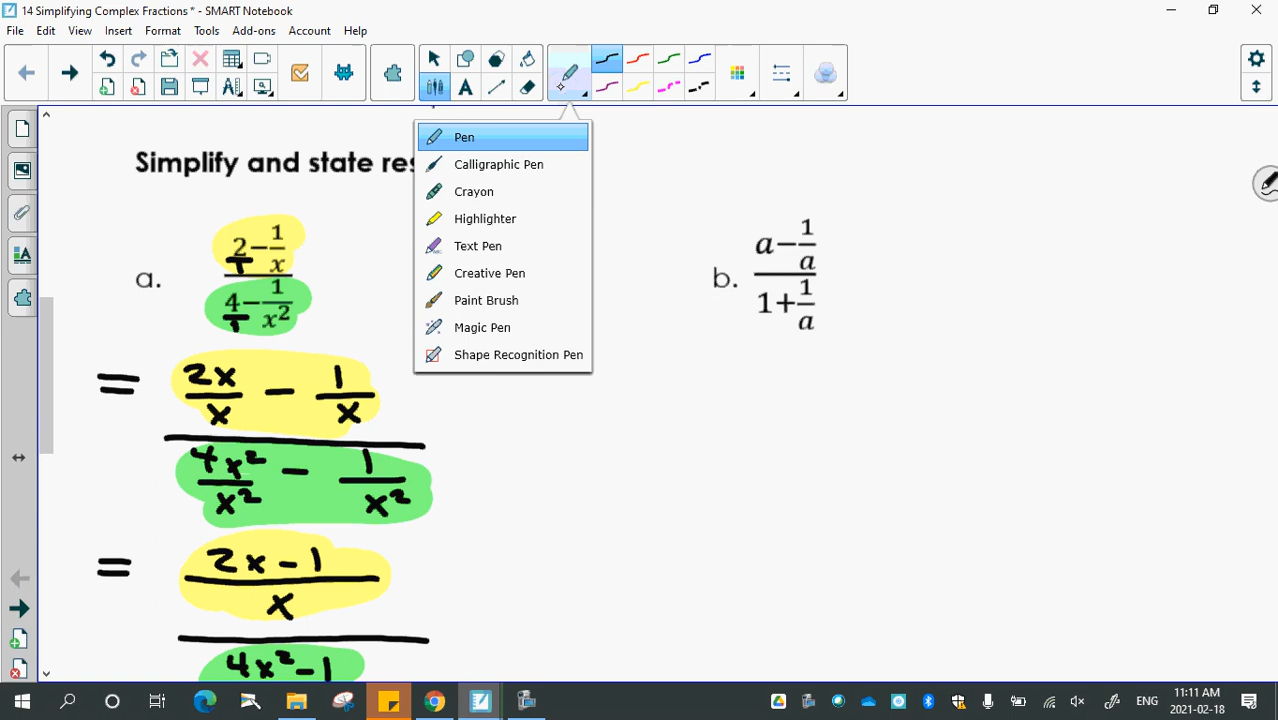 14 Simplifying Complex Fractions * - SMART Notebook
File Edit View Insert Format Tools Add-ons Account Help
Pen
Calligraphic Pen
Crayon
Highlighter
Text Pen
Creative Pen
Paint Brush
Magic Pen
Shape Recognition Pen
Simplify and state res
a.
2 − 1/x
1
4 − 1/x²
1
= 2x/x − 1/x
4x²/x² − 1/x²
= 2x − 1
x
4x² − 1
b.
a − 1/a
1 + 1/a
ENG
11:11 AM
2021-02-18